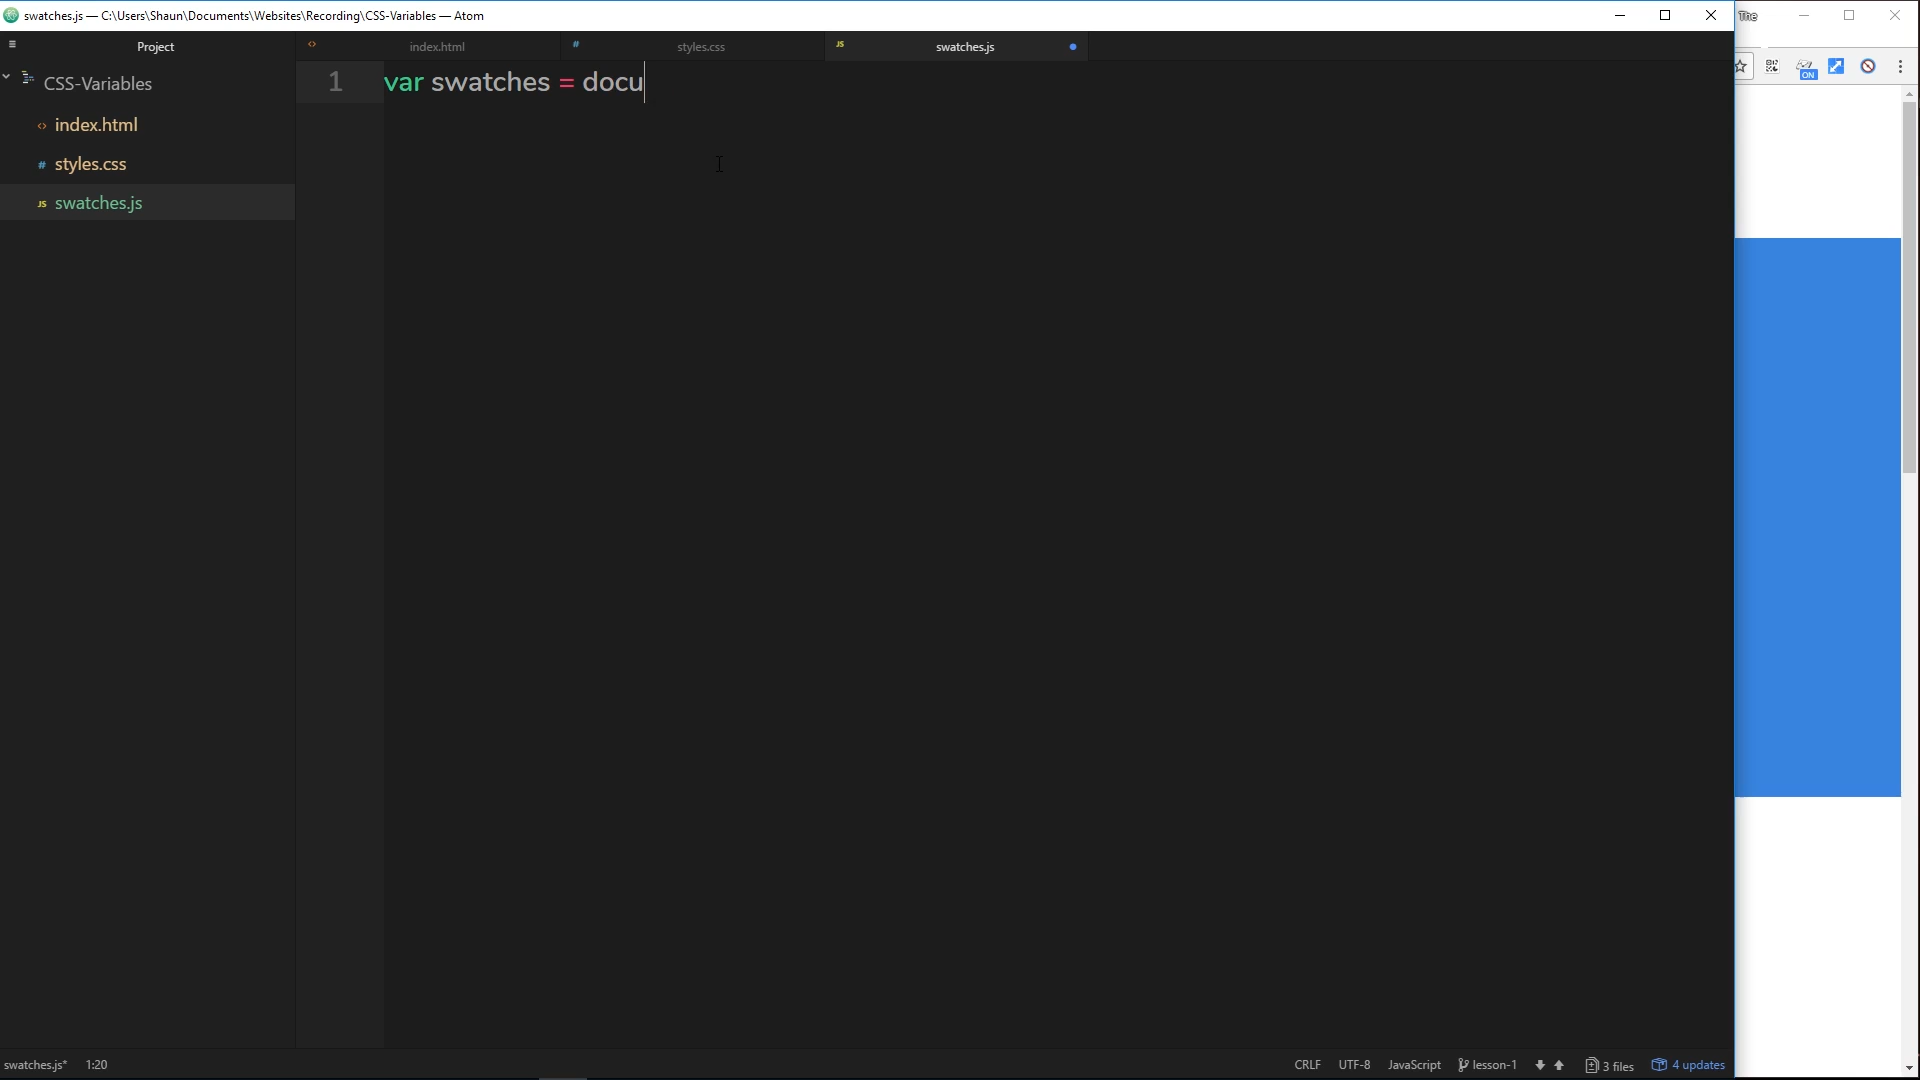 swatches.js — C:\Users\Shaun\Documents\Websites\Recording\CSS-Variables — Atom
The
Project
index.html
styles.css
swatches.js
CSS-Variables
index.html
styles.css
swatches.js
1
var swatches = docu
ON
swatches.js*
1:20
CRLF
UTF-8
JavaScript
lesson-1
3 files
4 updates